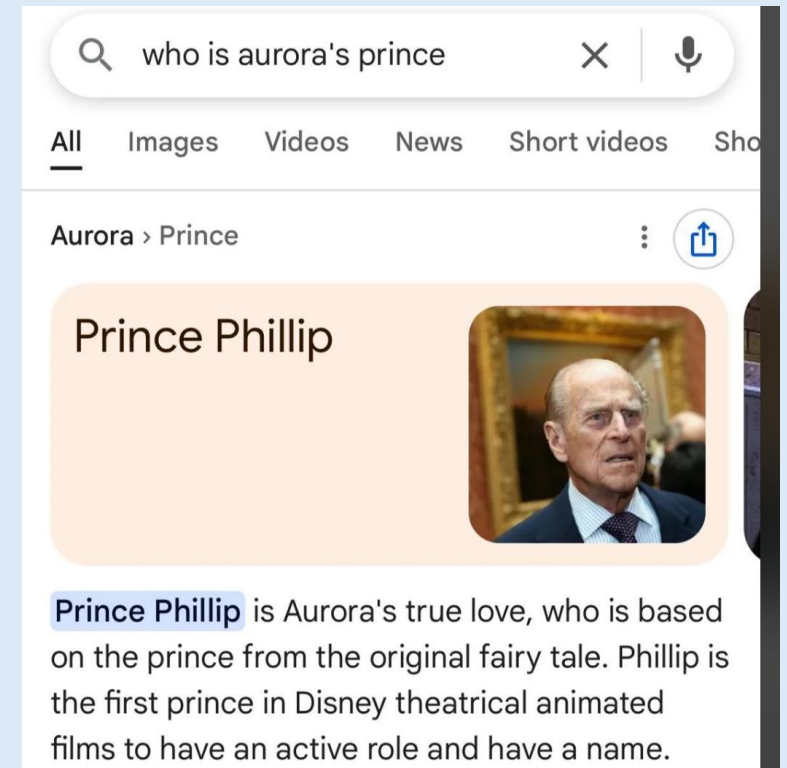 who is aurora's prince
All Images Videos News Short videos Sho
Aurora › Prince
Prince Phillip
Prince Phillip is Aurora's true love, who is based
on the prince from the original fairy tale. Phillip is
the first prince in Disney theatrical animated
films to have an active role and have a name.